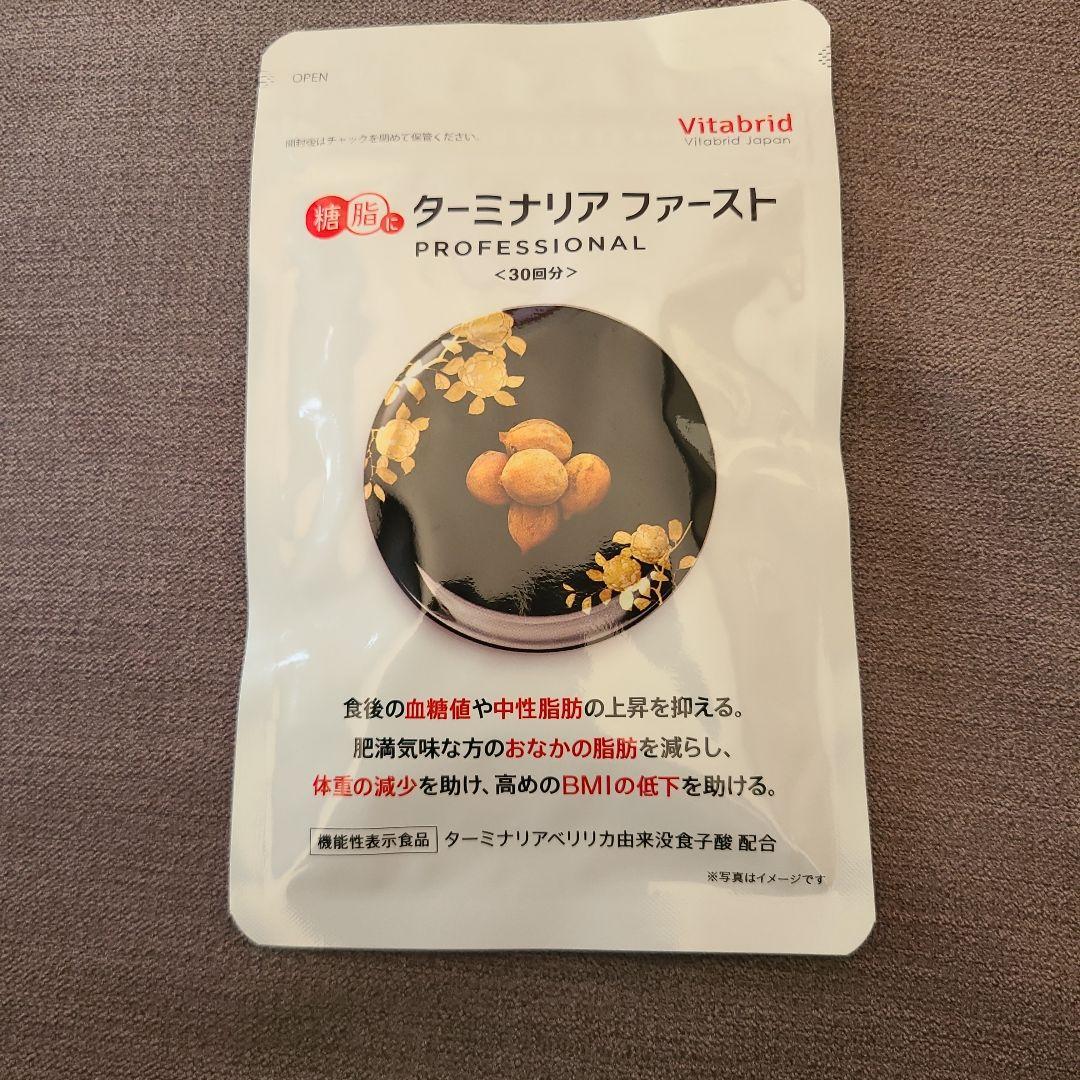 OPEN
開封後はチャックを閉めて保管ください。
Vitabrid
Vitabrid Japan
糖脂に ターミナリア ファースト
PROFESSIONAL
<30回分>
食後の血糖値や中性脂肪の上昇を抑える。
肥満気味な方のおなかの脂肪を減らし、
体重の減少を助け、高めのBMIの低下を助ける。
機能性表示食品 ターミナリアベリリカ由来没食子酸 配合
※写真はイメージです